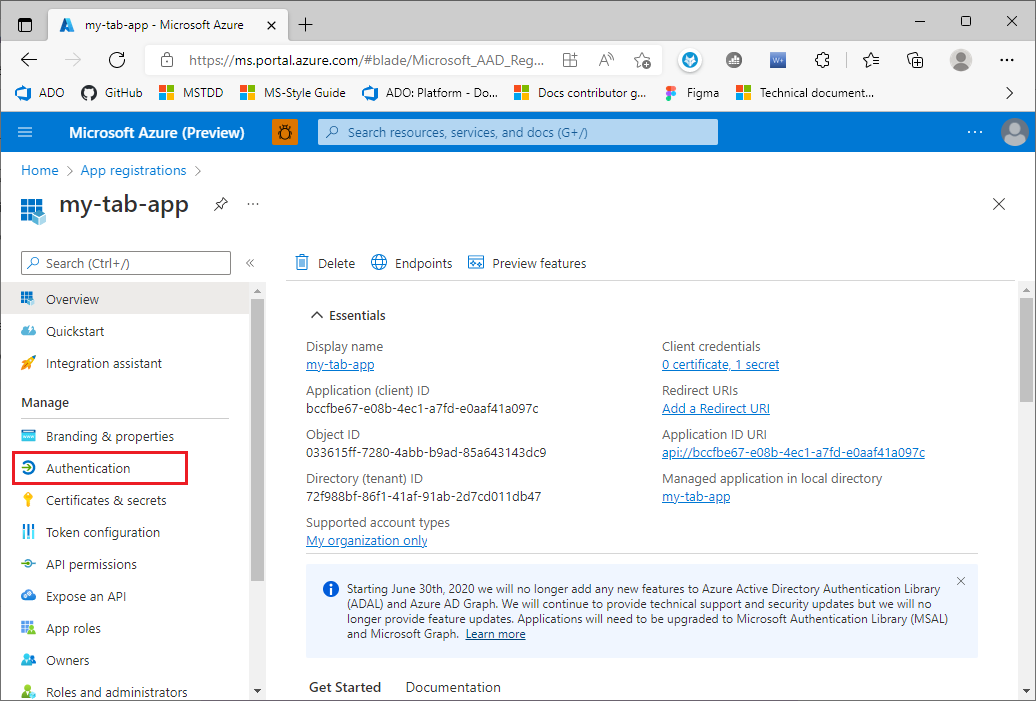 my-tab-app - Microsoft Azure
https://ms.portal.azure.com/#blade/Microsoft_AAD_Reg...
ADO
GitHub
MSTDD
MS-Style Guide
ADO: Platform - Do...
Docs contributor g...
Figma
Technical document...
Microsoft Azure (Preview)
Search resources, services, and docs (G+/)
Home > App registrations >
my-tab-app
Search (Ctrl+/)
Delete
Endpoints
Preview features
Overview
Quickstart
Integration assistant
Manage
Branding & properties
Authentication
Certificates & secrets
Token configuration
API permissions
Expose an API
App roles
Owners
Roles and administrators
Essentials
Display name
my-tab-app
Application (client) ID
bccfbe67-e08b-4ec1-a7fd-e0aaf41a097c
Object ID
033615ff-7280-4abb-b9ad-85a643143dc9
Directory (tenant) ID
72f988bf-86f1-41af-91ab-2d7cd011db47
Supported account types
My organization only
Client credentials
0 certificate, 1 secret
Redirect URIs
Add a Redirect URI
Application ID URI
api://bccfbe67-e08b-4ec1-a7fd-e0aaf41a097c
Managed application in local directory
my-tab-app
Starting June 30th, 2020 we will no longer add any new features to Azure Active Directory Authentication Library
(ADAL) and Azure AD Graph. We will continue to provide technical support and security updates but we will no
longer provide feature updates. Applications will need to be upgraded to Microsoft Authentication Library (MSAL)
and Microsoft Graph. Learn more
Get Started
Documentation